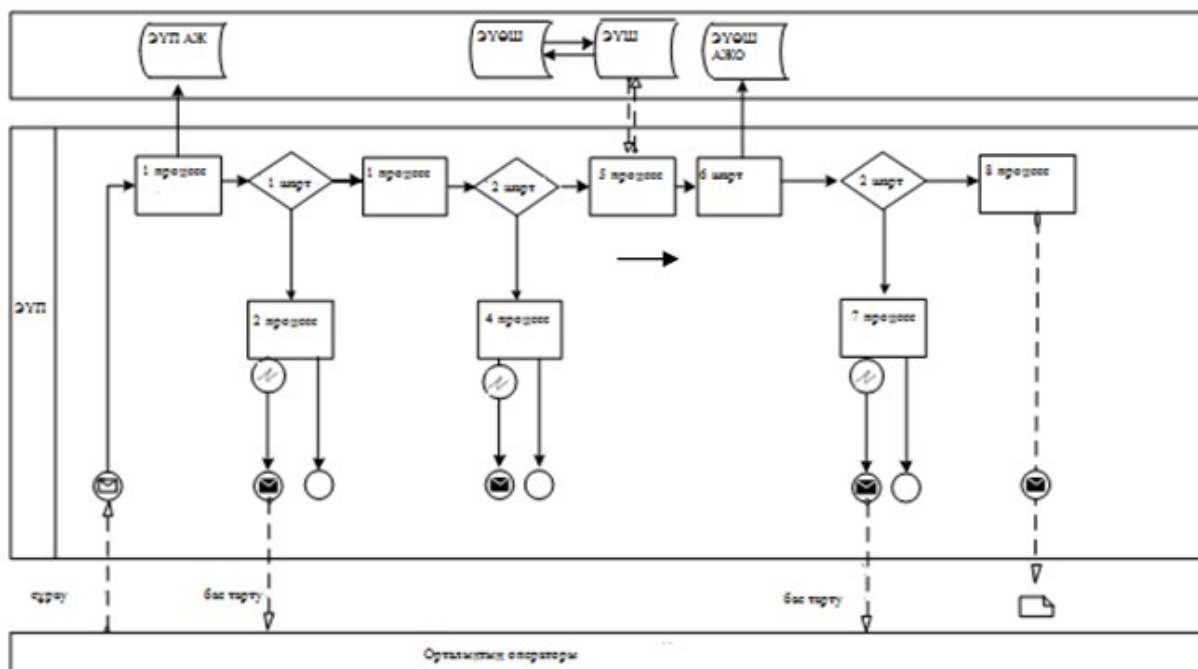 ЭҮП АЖ
ЭҮӨШ
ЭҮШ
ЭҮӨШ
АЖО
1 процесс
1 шарт
1 процесс
2 шарт
5 процесс
6 шарт
2 шарт
8 процесс
ЭҮП
2 процесс
4 процесс
7 процесс
сұрау
бас тарту
бас тарту
Орталықтың операторы